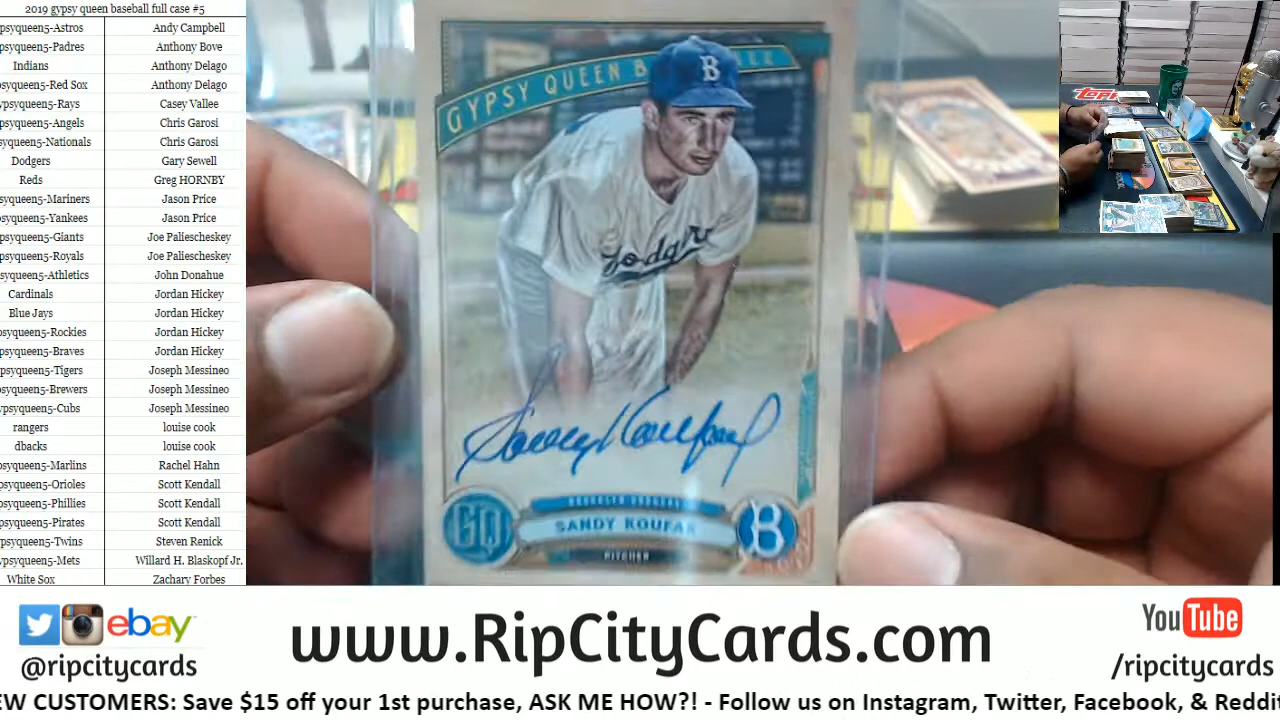 2019 gypsy queen baseball full case #5
psyqueen5-Astros Andy Campbell
psyqueen5-Padres Anthony Bove
Indians Anthony Delago
psyqueen5-Red Sox Anthony Delago
ypsyqueen5-Rays Casey Vallee
psyqueen5-Angels Chris Garosi
psyqueen5-Nationals Chris Garosi
Dodgers Gary Sewell
Reds Greg HORNBY
psyqueen5-Mariners Jason Price
psyqueen5-Yankees Jason Price
psyqueen5-Giants Joe Paliescheskey
psyqueen5-Royals Joe Paliescheskey
syqueen5-Athletics John Donahue
Cardinals Jordan Hickey
Blue Jays Jordan Hickey
psyqueen5-Rockies Jordan Hickey
psyqueen5-Braves Jordan Hickey
psyqueen5-Tigers Joseph Messineo
psyqueen5-Brewers Joseph Messineo
ypsyqueen5-Cubs Joseph Messineo
rangers louise cook
dbacks louise cook
psyqueen5-Marlins Rachel Hahn
psyqueen5-Orioles Scott Kendall
psyqueen5-Phillies Scott Kendall
psyqueen5-Pirates Scott Kendall
psyqueen5-Twins Steven Renick
ypsyqueen5-Mets Willard H. Blaskopf Jr.
White Sox Zachary Forbes
GYPSY QUEEN B
B
Dodgers
Sandy Koufax
GQ
SANDY KOUFAX
B
PITCHER
Topps
ebay
@ripcitycards
www.RipCityCards.com
YouTube
/ripcitycards
EW CUSTOMERS: Save $15 off your 1st purchase, ASK ME HOW?! - Follow us on Instagram, Twitter, Facebook, & Reddit